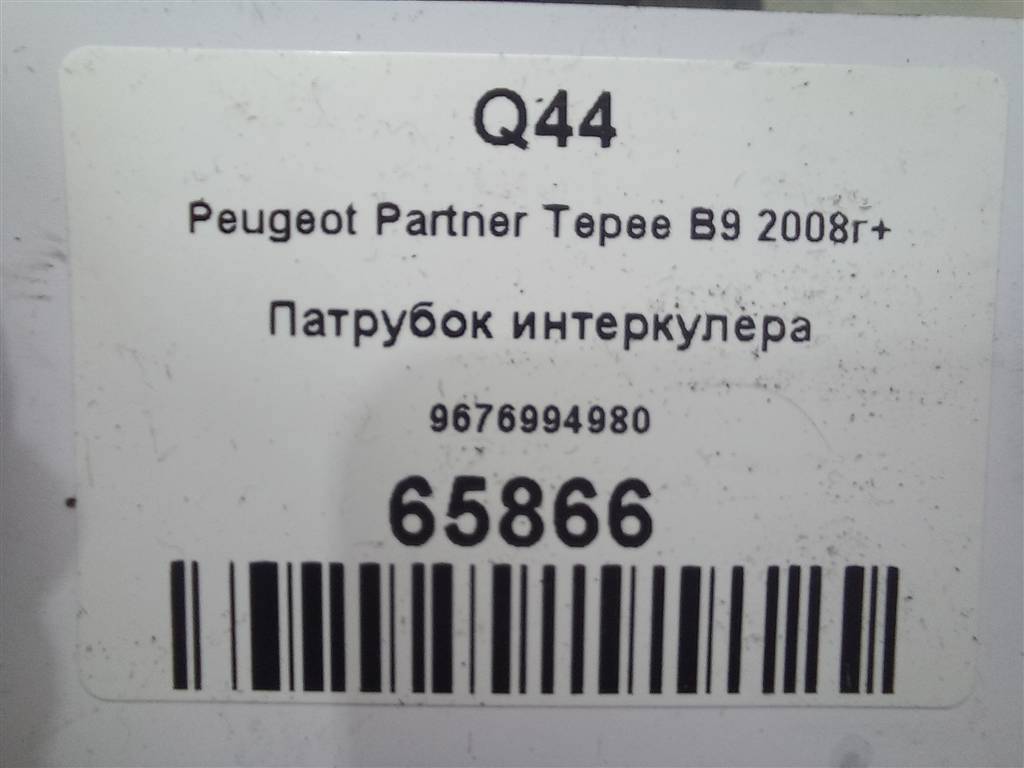 Q44
Peugeot Partner Tepee B9 2008г+
Патрубок интеркулера
9676994980
65866